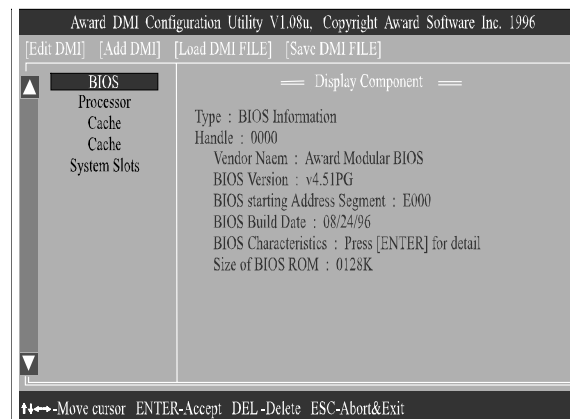 Award DMI Configuration Utility V1.08u, Copyright Award Software Inc. 1996
[Edit DMI] [Add DMI] [Load DMI FILE] [Save DMI FILE]
BIOS
Processor
Cache
Cache
System Slots
Display Component
Type : BIOS Information
Handle : 0000
Vendor Naem : Award Modular BIOS
BIOS Version : v4.51PG
BIOS starting Address Segment : E000
BIOS Build Date : 08/24/96
BIOS Characteristics : Press [ENTER] for detail
Size of BIOS ROM : 0128K
-Move cursor ENTER-Accept DEL -Delete ESC-Abort&Exit